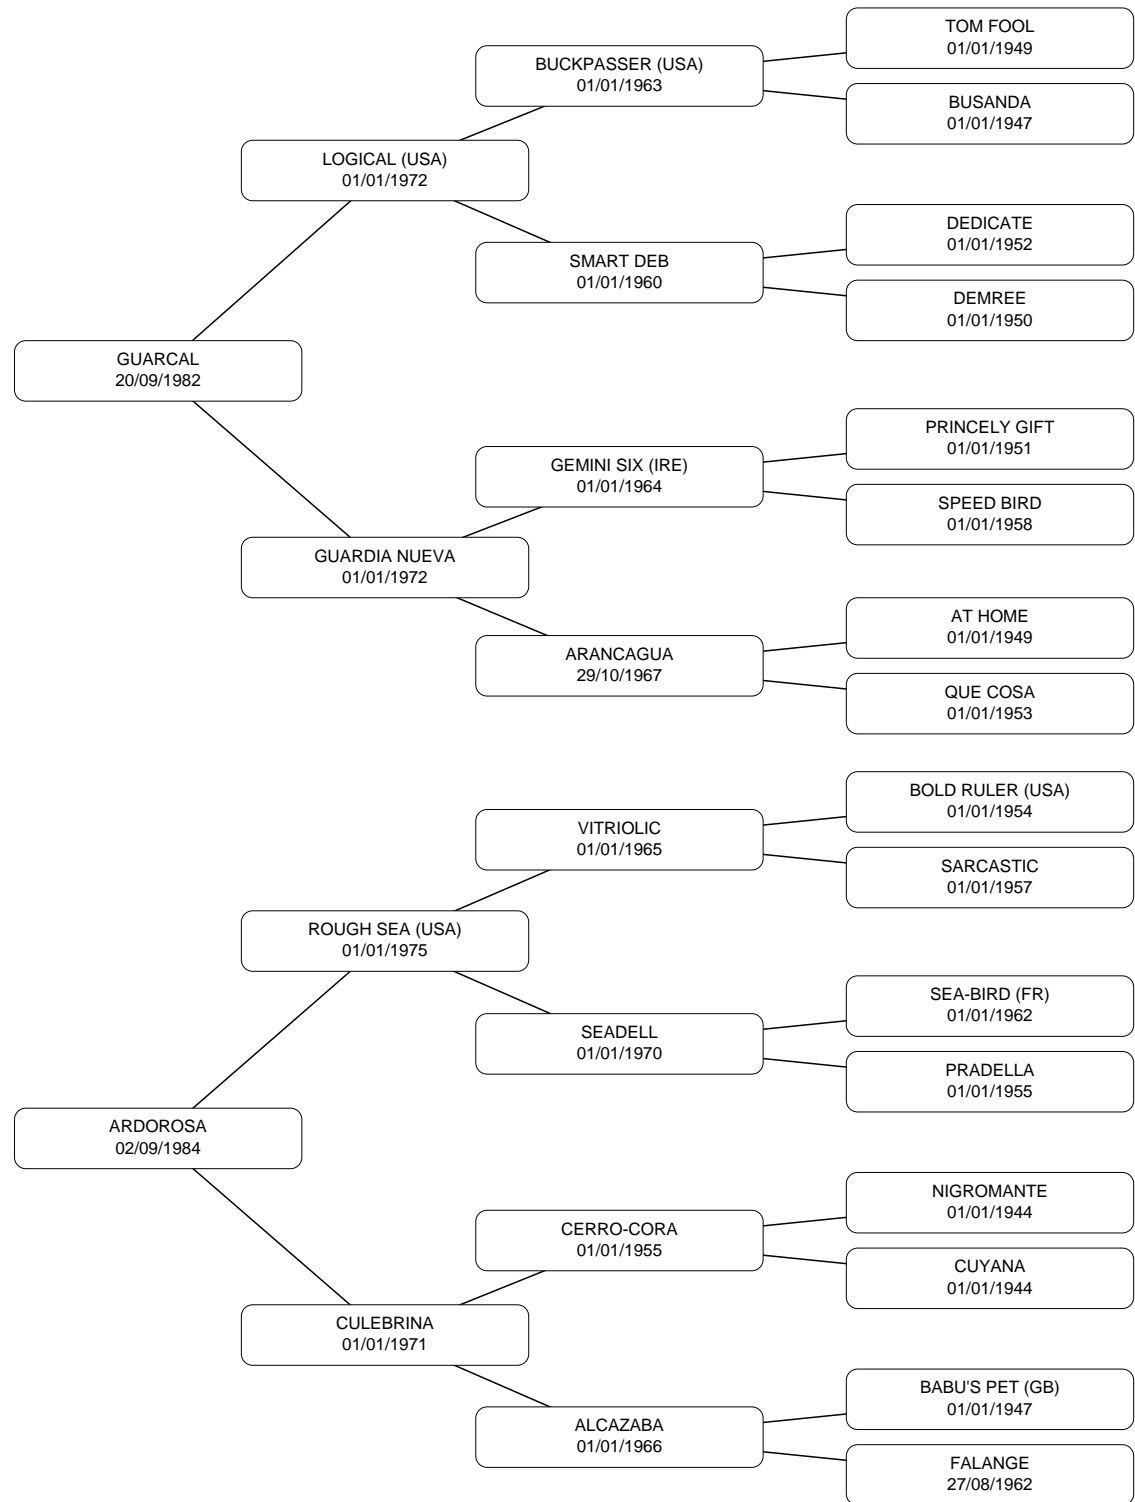 TOM FOOL
01/01/1949
BUCKPASSER (USA)
01/01/1963
BUSANDA
01/01/1947
LOGICAL (USA)
01/01/1972
DEDICATE
01/01/1952
SMART DEB
01/01/1960
DEMREE
01/01/1950
GUARCAL
20/09/1982
PRINCELY GIFT
01/01/1951
GEMINI SIX (IRE)
01/01/1964
SPEED BIRD
01/01/1958
GUARDIA NUEVA
01/01/1972
AT HOME
01/01/1949
ARANCAGUA
29/10/1967
QUE COSA
01/01/1953
BOLD RULER (USA)
01/01/1954
VITRIOLIC
01/01/1965
SARCASTIC
01/01/1957
ROUGH SEA (USA)
01/01/1975
SEA-BIRD (FR)
01/01/1962
SEADELL
01/01/1970
PRADELLA
01/01/1955
ARDOROSA
02/09/1984
NIGROMANTE
01/01/1944
CERRO-CORA
01/01/1955
CUYANA
01/01/1944
CULEBRINA
01/01/1971
BABU'S PET (GB)
01/01/1947
ALCAZABA
01/01/1966
FALANGE
27/08/1962